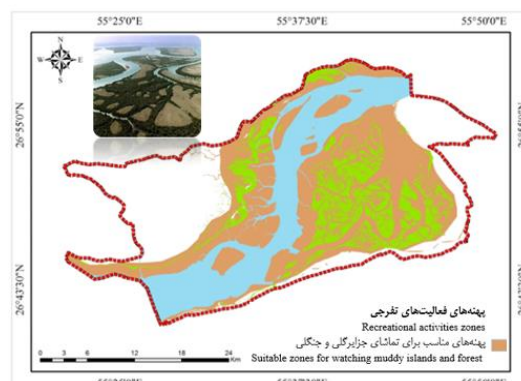 55°25'0"E 55°37'30"E 55°50'0"E
N
W E
S
26°55'0"N
26°43'30"N
پهنه‌های فعالیت‌های تفرجی
Recreational activities zones
پهنه‌های مناسب برای تماشای جزایرگلی و جنگلی
Suitable zones for watching muddy islands and forest
0 3 6 12 18 24
Km